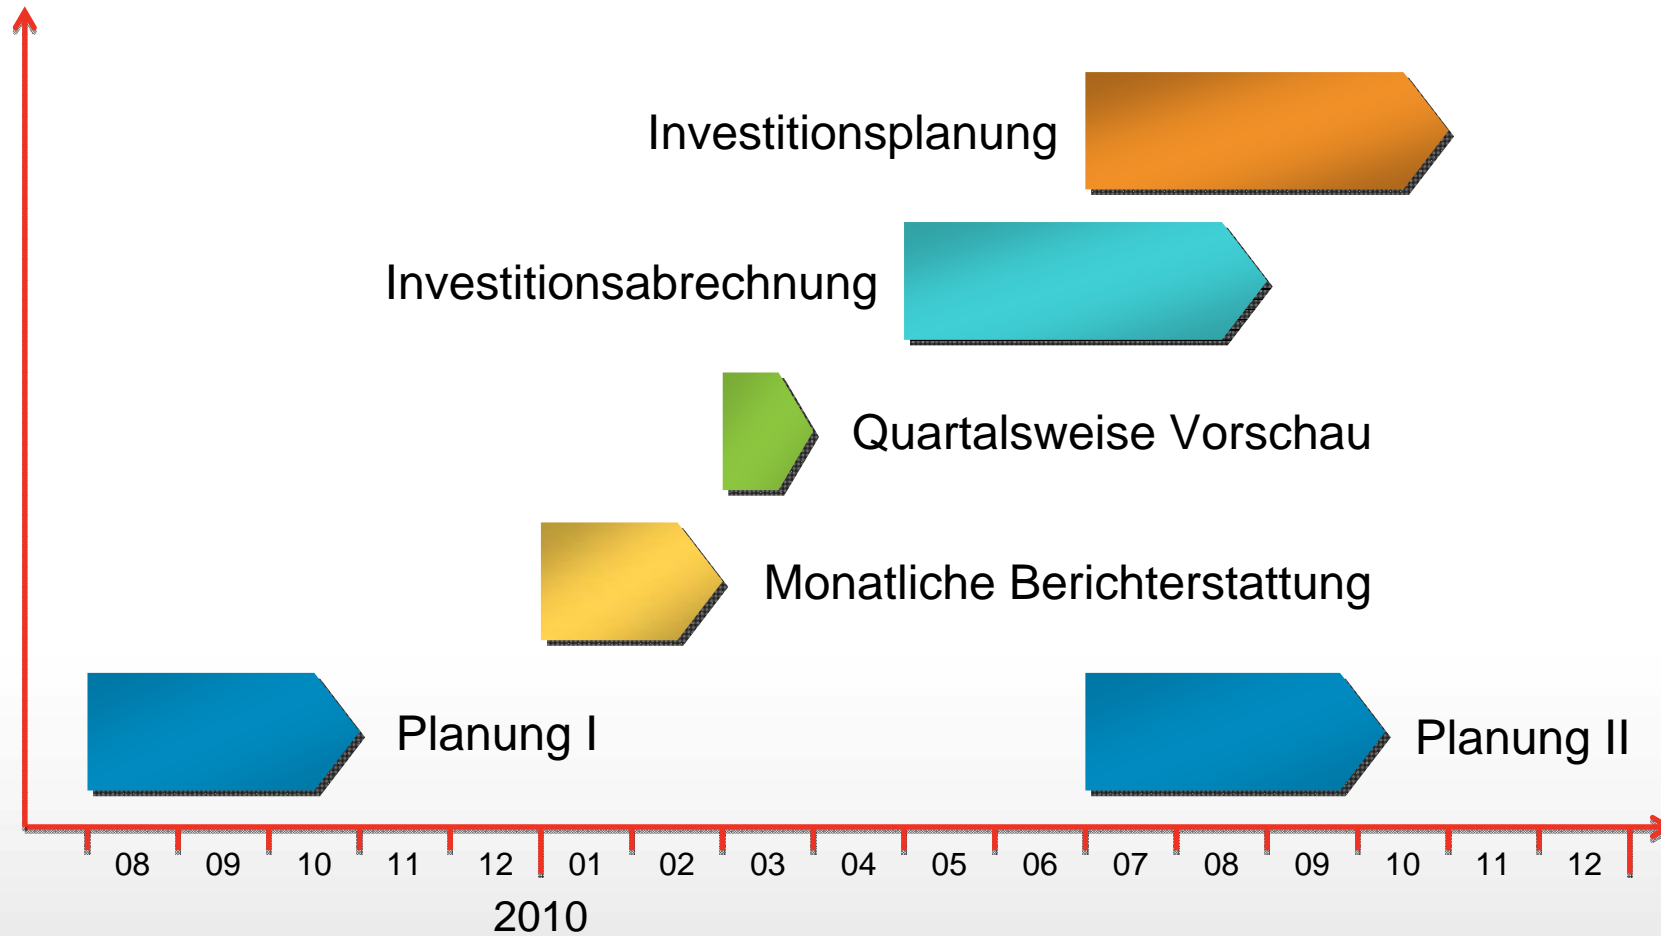 Investitionsplanung
Investitionsabrechnung
Quartalsweise Vorschau
Monatliche Berichterstattung
Planung I
Planung II
08 09 10 11 12 01 02 03 04 05 06 07 08 09 10 11 12
2010